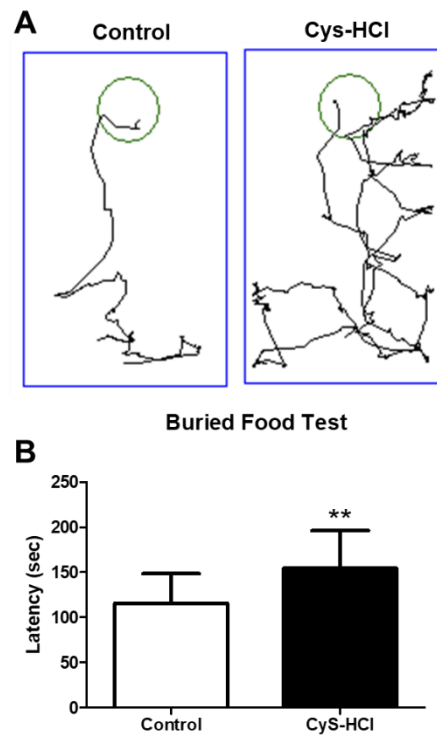 A
Control Cys-HCl
Buried Food Test
B
250
200
150
100
50
0
Latency (sec)
**
Control CyS-HCl